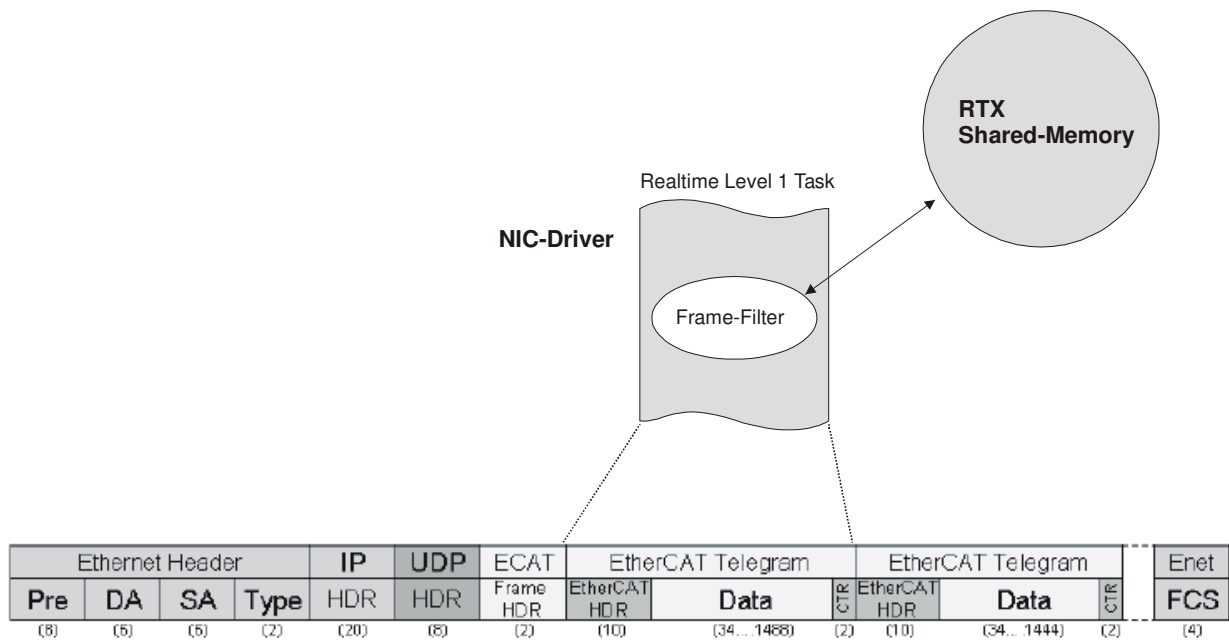 RTX
Shared-Memory
Realtime Level 1 Task
NIC-Driver
Frame-Filter
Ethernet Header IP UDP ECAT EtherCAT Telegram EtherCAT Telegram Enet
Pre DA SA Type HDR HDR Frame HDR EtherCAT HDR Data CTR EtherCAT HDR Data CTR FCS
(8) (6) (6) (2) (20) (8) (2) (10) (34....1488) (2) (10) (34....1444) (2) (4)